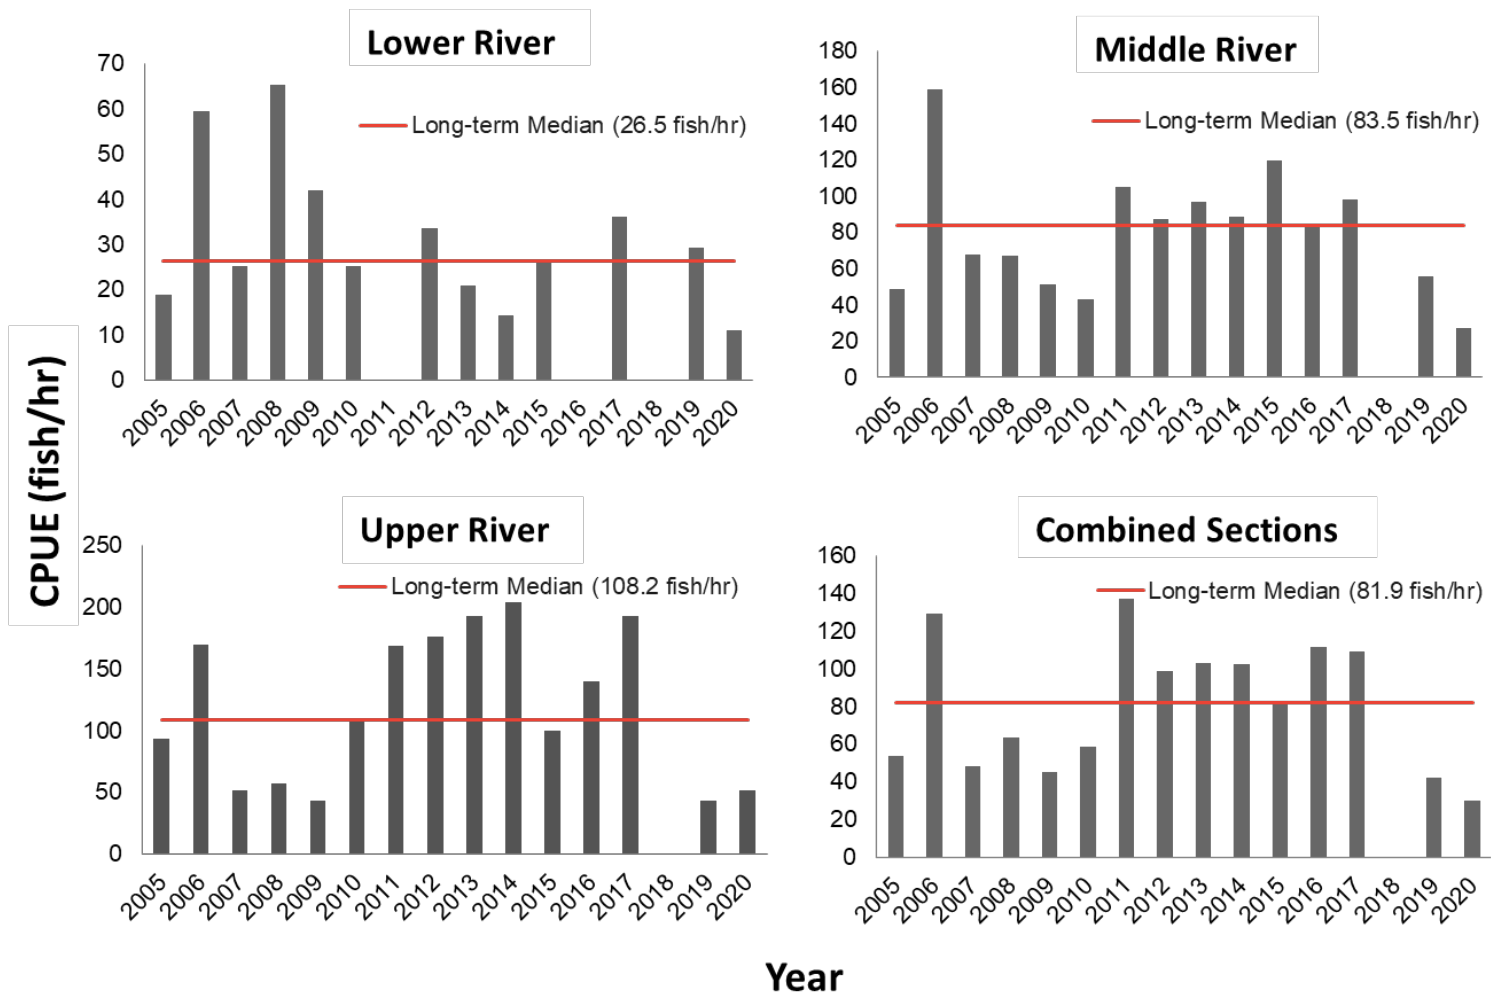 Lower River
70
60
50
40
30
20
10
0
Long-term Median (26.5 fish/hr)
2005 2006 2007 2008 2009 2010 2011 2012 2013 2014 2015 2016 2017 2018 2019 2020
Middle River
180
160
140
120
100
80
60
40
20
0
Long-term Median (83.5 fish/hr)
2005 2006 2007 2008 2009 2010 2011 2012 2013 2014 2015 2016 2017 2018 2019 2020
CPUE (fish/hr)
Upper River
250
200
150
100
50
0
Long-term Median (108.2 fish/hr)
2005 2006 2007 2008 2009 2010 2011 2012 2013 2014 2015 2016 2017 2018 2019 2020
Combined Sections
160
140
120
100
80
60
40
20
0
Long-term Median (81.9 fish/hr)
2005 2006 2007 2008 2009 2010 2011 2012 2013 2014 2015 2016 2017 2018 2019 2020
Year